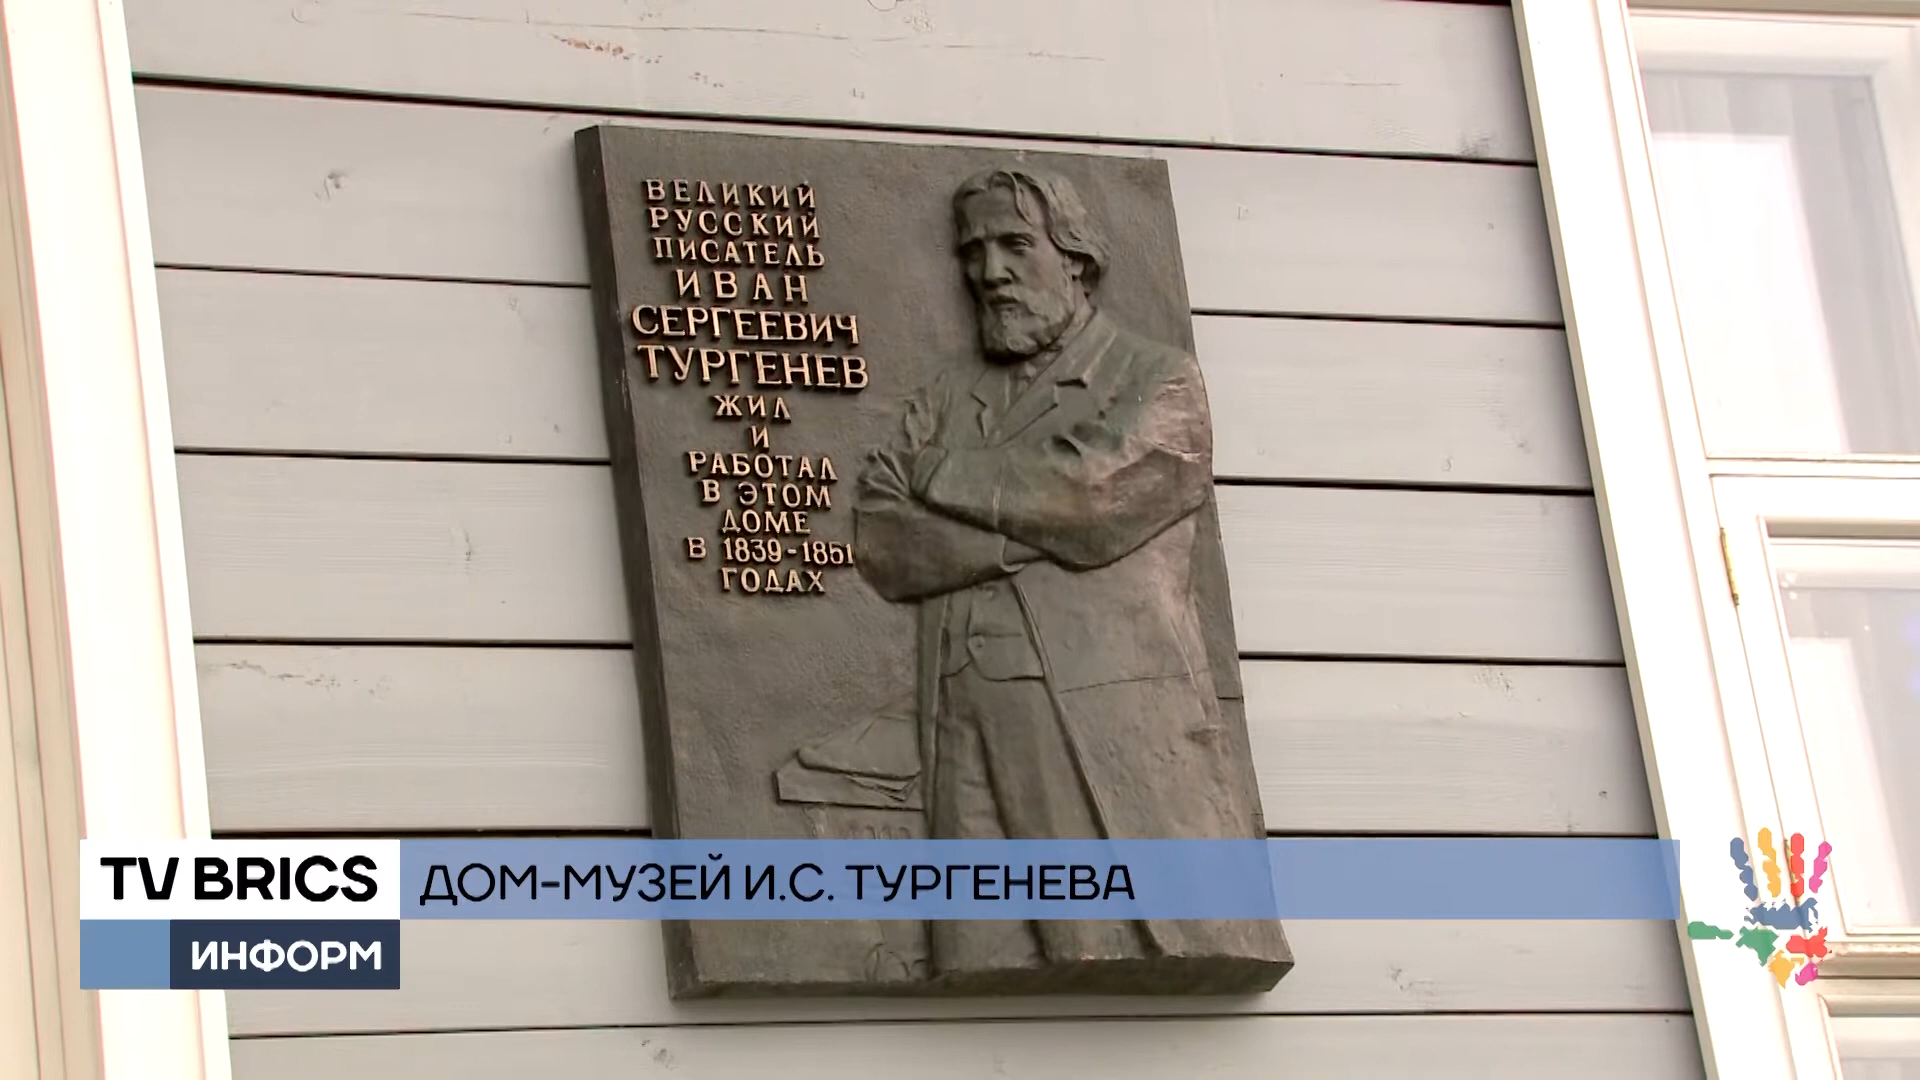 ВЕЛИКИЙ
РУССКИЙ
ПИСАТЕЛЬ
ИВАН
СЕРГЕЕВИЧ
ТУРГЕНЕВ
ЖИЛ
И
РАБОТАЛ
В ЭТОМ
ДОМЕ
В 1839-1851
ГОДАХ
TV BRICS
ДОМ-МУЗЕЙ И.С. ТУРГЕНЕВА
ИНФОРМ